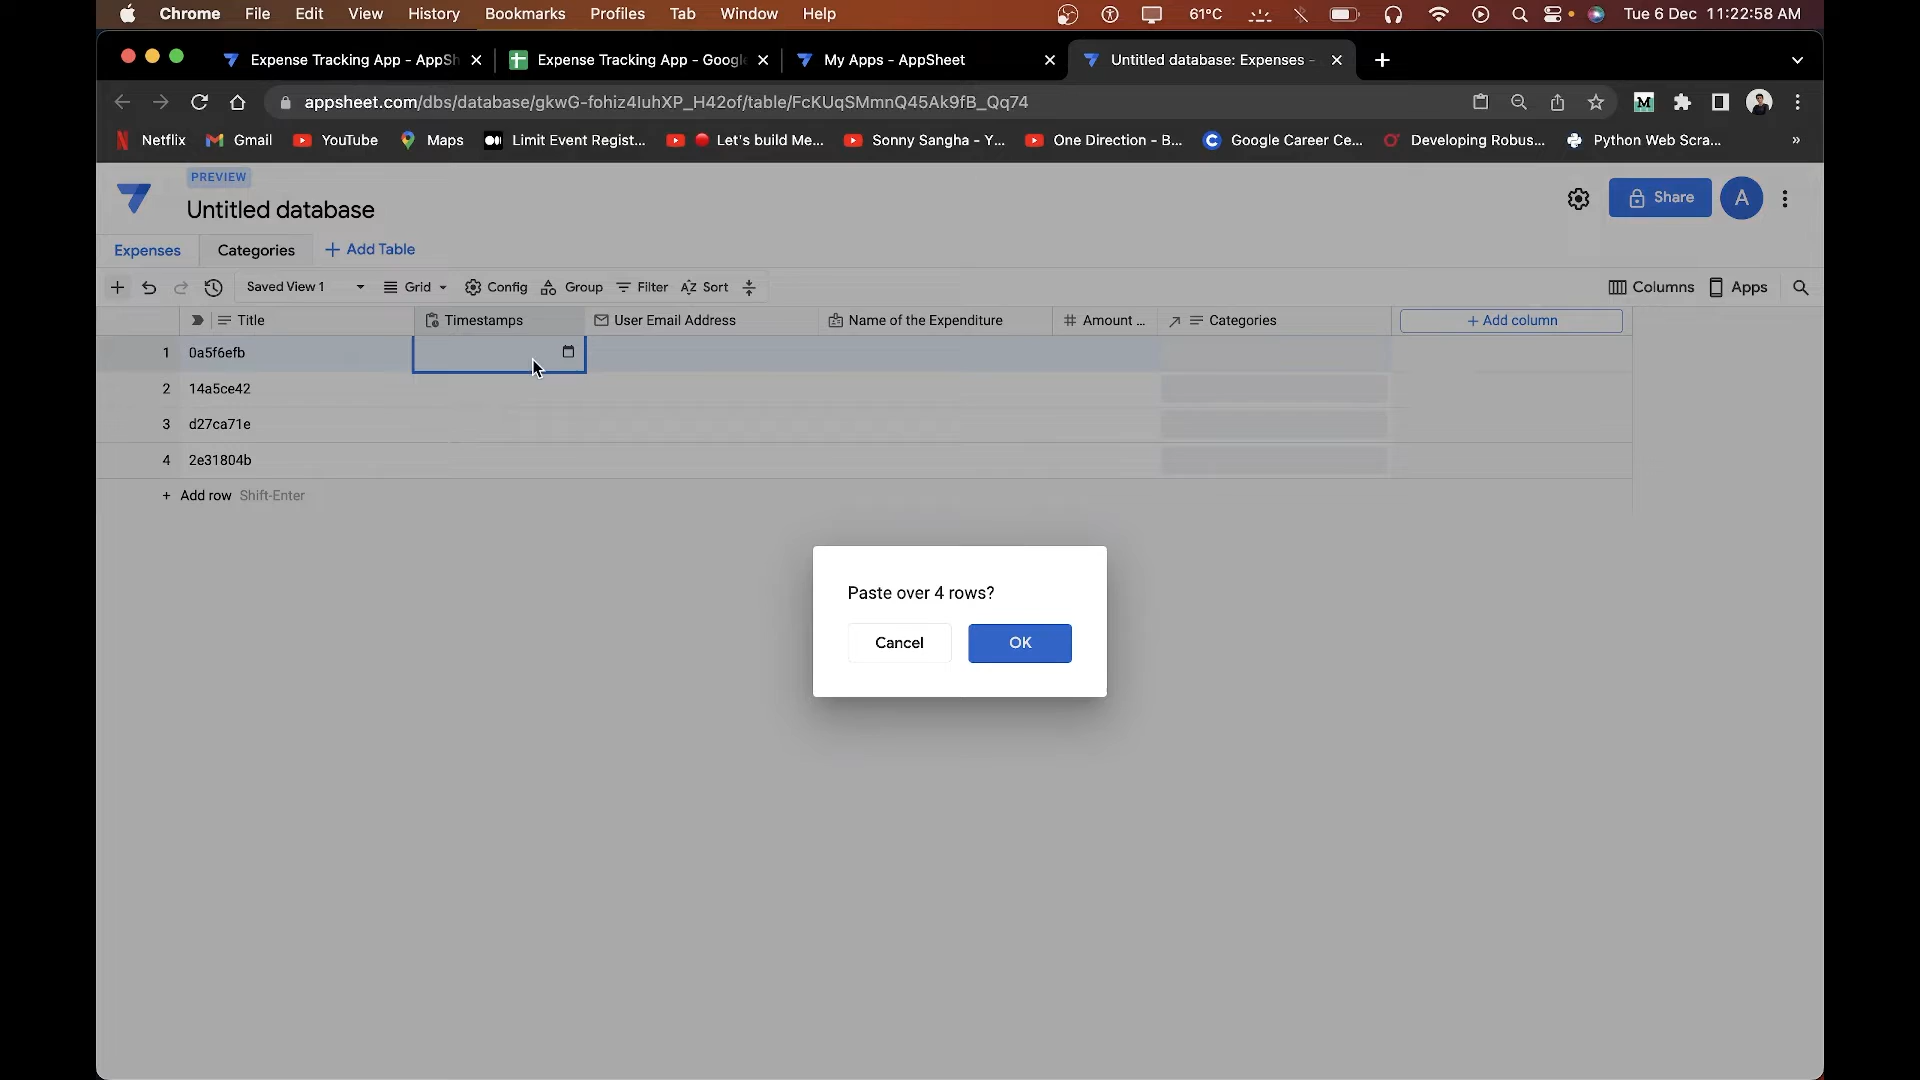 Chrome File Edit View History Bookmarks Profiles Tab Window Help 61°C Tue 6 Dec 11:22:58 AM
Expense Tracking App - AppSh Expense Tracking App - Google My Apps - AppSheet Untitled database: Expenses -
appsheet.com/dbs/database/gkwG-fohiz4IuhXP_H42of/table/FcKUqSMmnQ45Ak9fB_Qq74
Netflix Gmail YouTube Maps Limit Event Regist... Let's build Me... Sonny Sangha - Y... One Direction - B... Google Career Ce... Developing Robus... Python Web Scra... »
PREVIEW
Untitled database
Share A
Expenses Categories + Add Table
Saved View 1 Grid Config Group Filter Sort Columns Apps
Title Timestamps User Email Address Name of the Expenditure # Amount ... Categories + Add column
1 0a5f6efb
2 14a5ce42
3 d27ca71e
4 2e31804b
+ Add row Shift-Enter
Paste over 4 rows?
Cancel OK